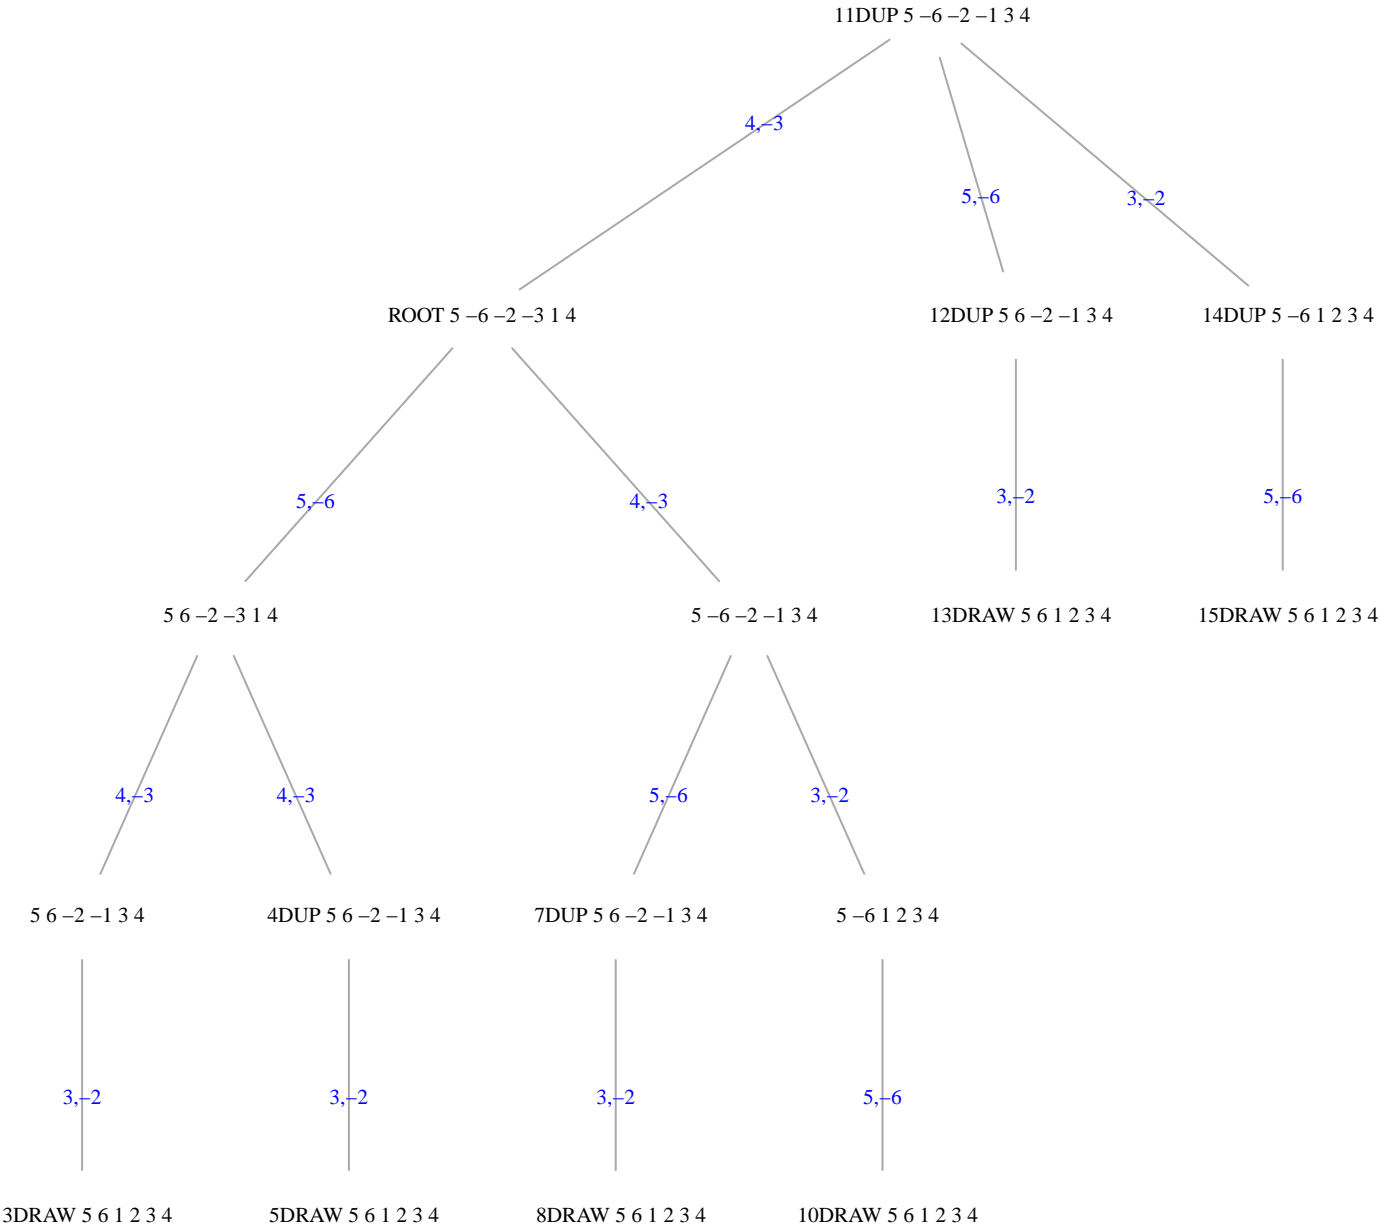 11DUP 5 –6 –2 –1 3 4
4,–3
5,–6
3,–2
ROOT 5 –6 –2 –3 1 4
12DUP 5 6 –2 –1 3 4
14DUP 5 –6 1 2 3 4
5,–6
4,–3
3,–2
5,–6
5 6 –2 –3 1 4
5 –6 –2 –1 3 4
13DRAW 5 6 1 2 3 4
15DRAW 5 6 1 2 3 4
4,–3
4,–3
5,–6
3,–2
5 6 –2 –1 3 4
4DUP 5 6 –2 –1 3 4
7DUP 5 6 –2 –1 3 4
5 –6 1 2 3 4
3,–2
3,–2
3,–2
5,–6
3DRAW 5 6 1 2 3 4
5DRAW 5 6 1 2 3 4
8DRAW 5 6 1 2 3 4
10DRAW 5 6 1 2 3 4